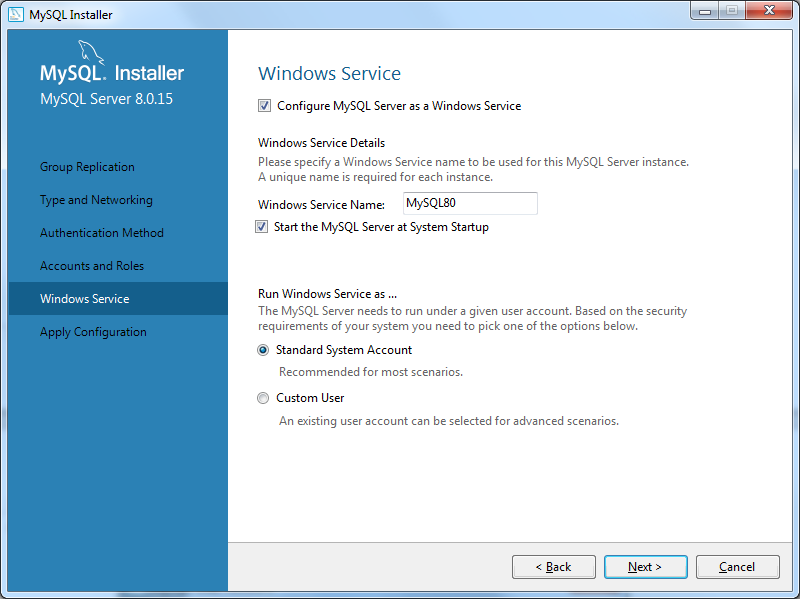 MySQL Installer
MySQL. Installer
MySQL Server 8.0.15
Group Replication
Type and Networking
Authentication Method
Accounts and Roles
Windows Service
Apply Configuration
Windows Service
Configure MySQL Server as a Windows Service
Windows Service Details
Please specify a Windows Service name to be used for this MySQL Server instance.
A unique name is required for each instance.
Windows Service Name: MySQL80
Start the MySQL Server at System Startup
Run Windows Service as ...
The MySQL Server needs to run under a given user account. Based on the security
requirements of your system you need to pick one of the options below.
Standard System Account
Recommended for most scenarios.
Custom User
An existing user account can be selected for advanced scenarios.
< Back Next > Cancel